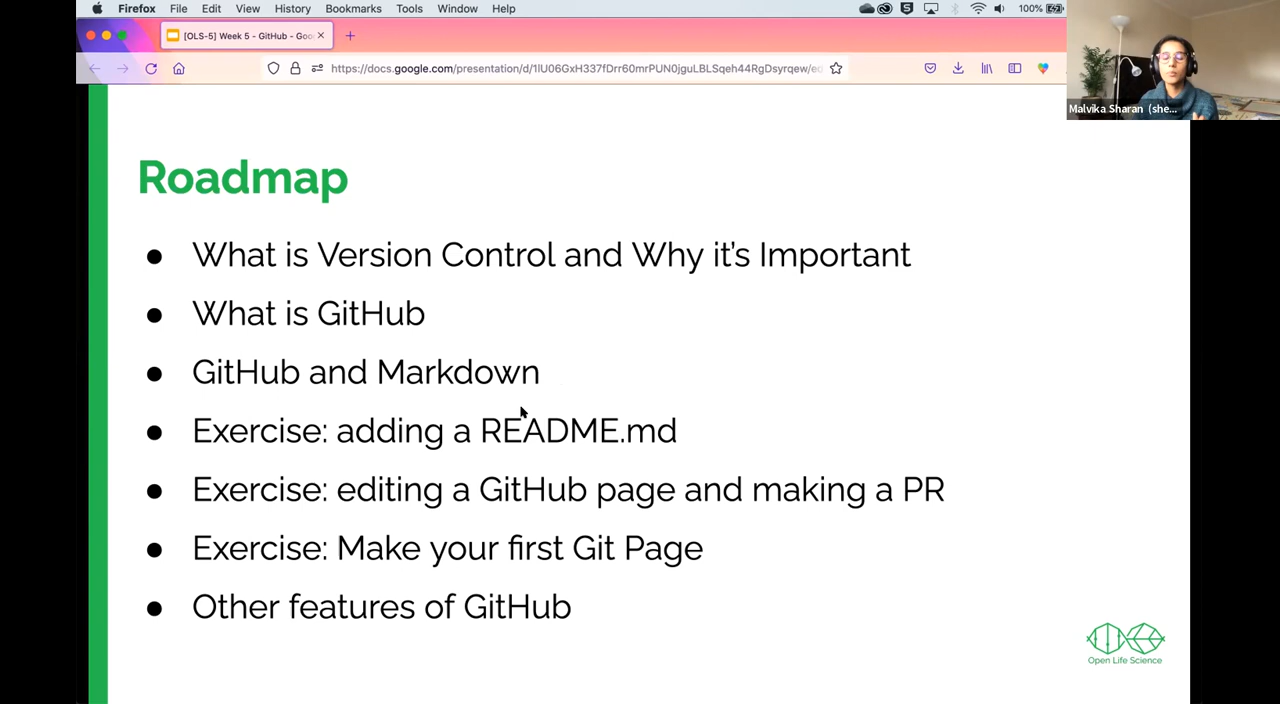 Firefox File Edit View History Bookmarks Tools Window Help 100%
[OLS-5] Week 5 - GitHub - Goo
https://docs.google.com/presentation/d/1lU06GxH337fDrr60mrPUN0jguLBLSqeh44RgDsyrqew/ed
Malvika Sharan (she...
Roadmap
● What is Version Control and Why it's Important
● What is GitHub
● GitHub and Markdown
● Exercise: adding a README.md
● Exercise: editing a GitHub page and making a PR
● Exercise: Make your first Git Page
● Other features of GitHub
Open Life Science